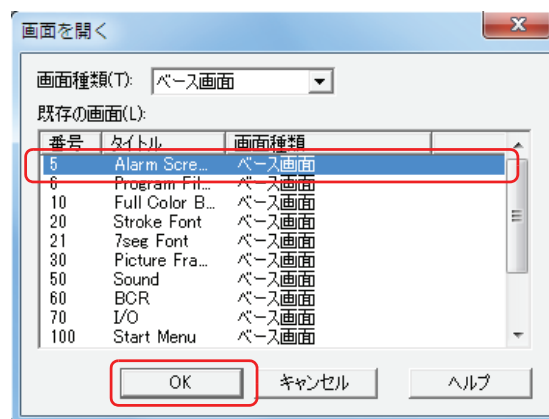 画面を開く
画面種類(T): ベース画面
既存の画面(L):
番号 タイトル 画面種類
5 Alarm Scre... ベース画面
6 Program Fil... ベース画面
10 Full Color B... ベース画面
20 Stroke Font ベース画面
21 7seg Font ベース画面
30 Picture Fra... ベース画面
50 Sound ベース画面
60 BCR ベース画面
70 I/O ベース画面
100 Start Menu ベース画面
OK キャンセル ヘルプ